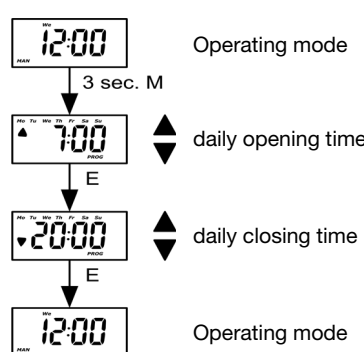 We
12:00
MAN
Operating mode
3 sec. M
Mo Tu We Th Fr Sa Su
7:00
PROG
daily opening time
E
Mo Tu We Th Fr Sa Su
20:00
PROG
daily closing time
E
We
12:00
MAN
Operating mode